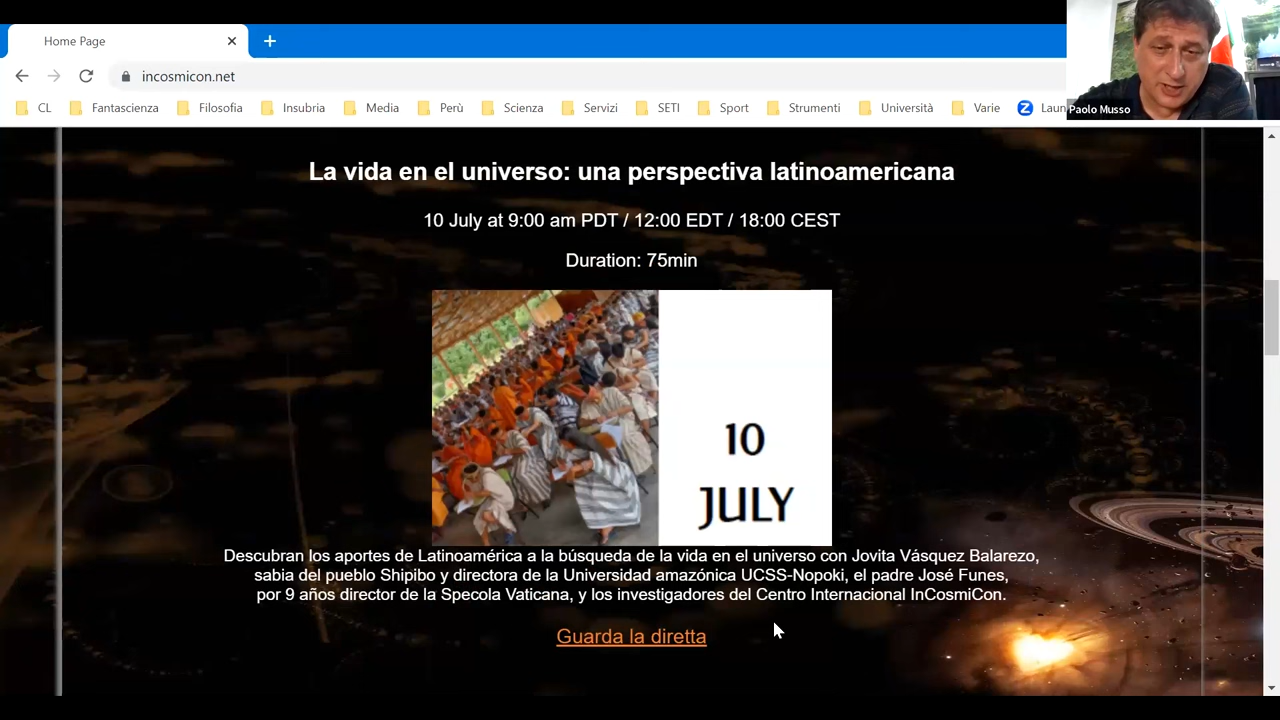 Home Page
incosmicon.net
CL Fantascienza Filosofia Insubria Media Perù Scienza Servizi SETI Sport Strumenti Università Varie
Paolo Musso
La vida en el universo: una perspectiva latinoamericana
10 July at 9:00 am PDT / 12:00 EDT / 18:00 CEST
Duration: 75min
10
JULY
Descubran los aportes de Latinoamérica a la búsqueda de la vida en el universo con Jovita Vásquez Balarezo,
sabia del pueblo Shipibo y directora de la Universidad amazónica UCSS-Nopoki, el padre José Funes,
por 9 años director de la Specola Vaticana, y los investigadores del Centro Internacional InCosmiCon.
Guarda la diretta